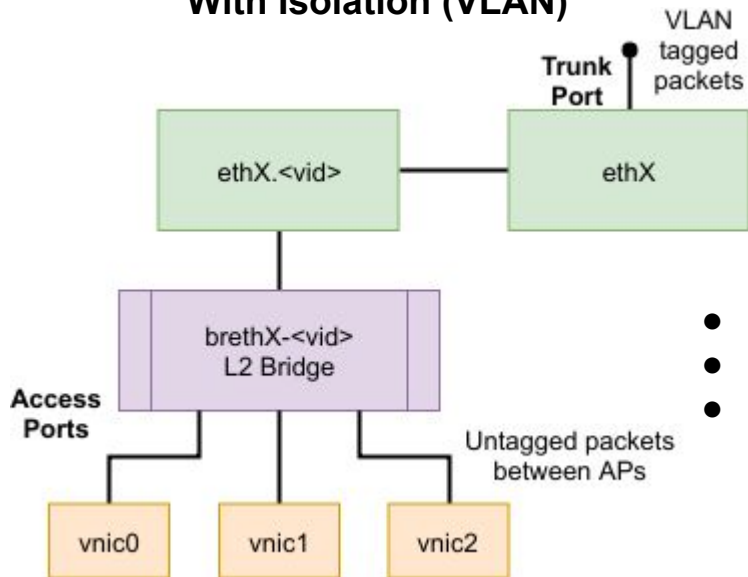 With Isolation (VLAN)
VLAN
tagged
packets
Trunk
Port
ethX.<vid>
ethX
brethX-<vid>
L2 Bridge
Access
Ports
Untagged packets
between APs
vnic0
vnic1
vnic2